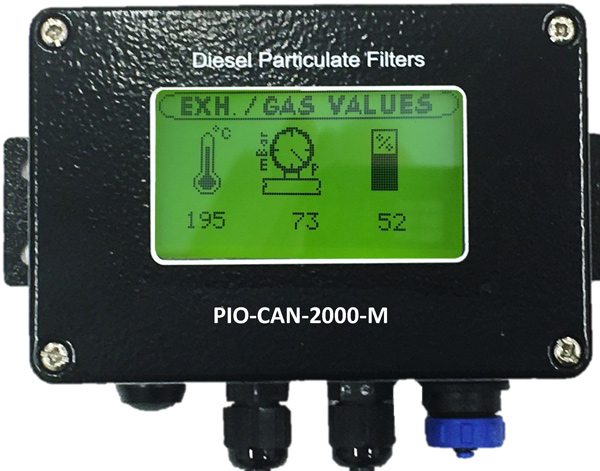 Diesel Particulate Filters
EXH./GAS VALUES
°C
P
%
195 73 52
PIO-CAN-2000-M